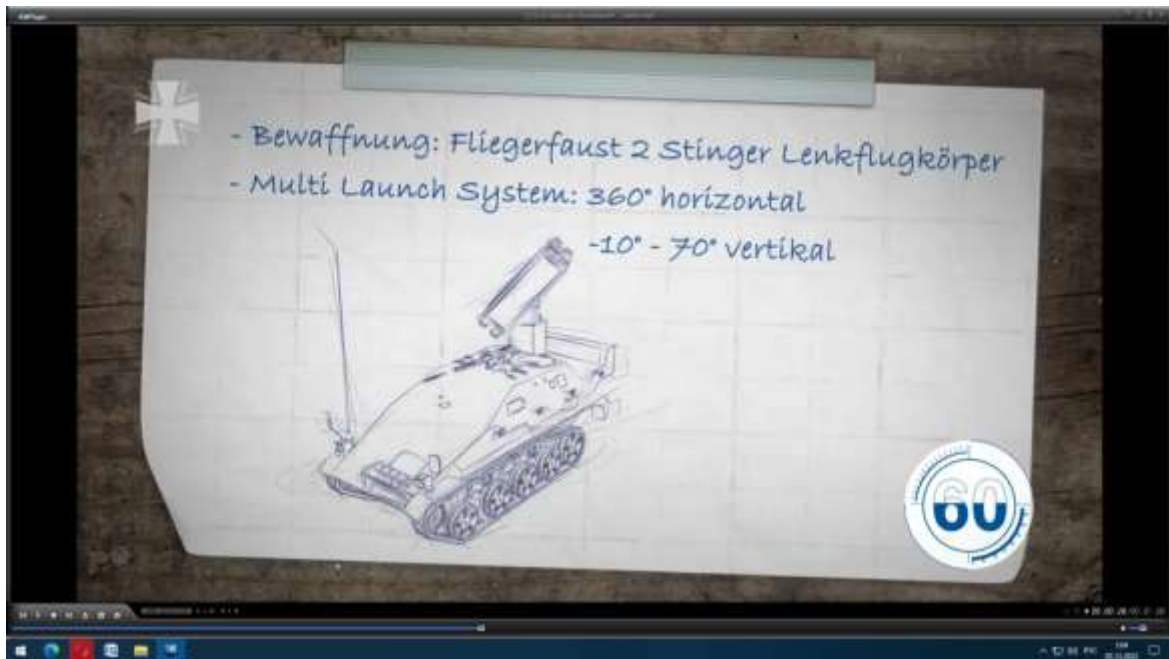 - Bewaffnung: Fliegerfaust 2 Stinger Lenkflugkörper
- Multi Launch System: 360° horizontal
-10° - 70° vertikal
60